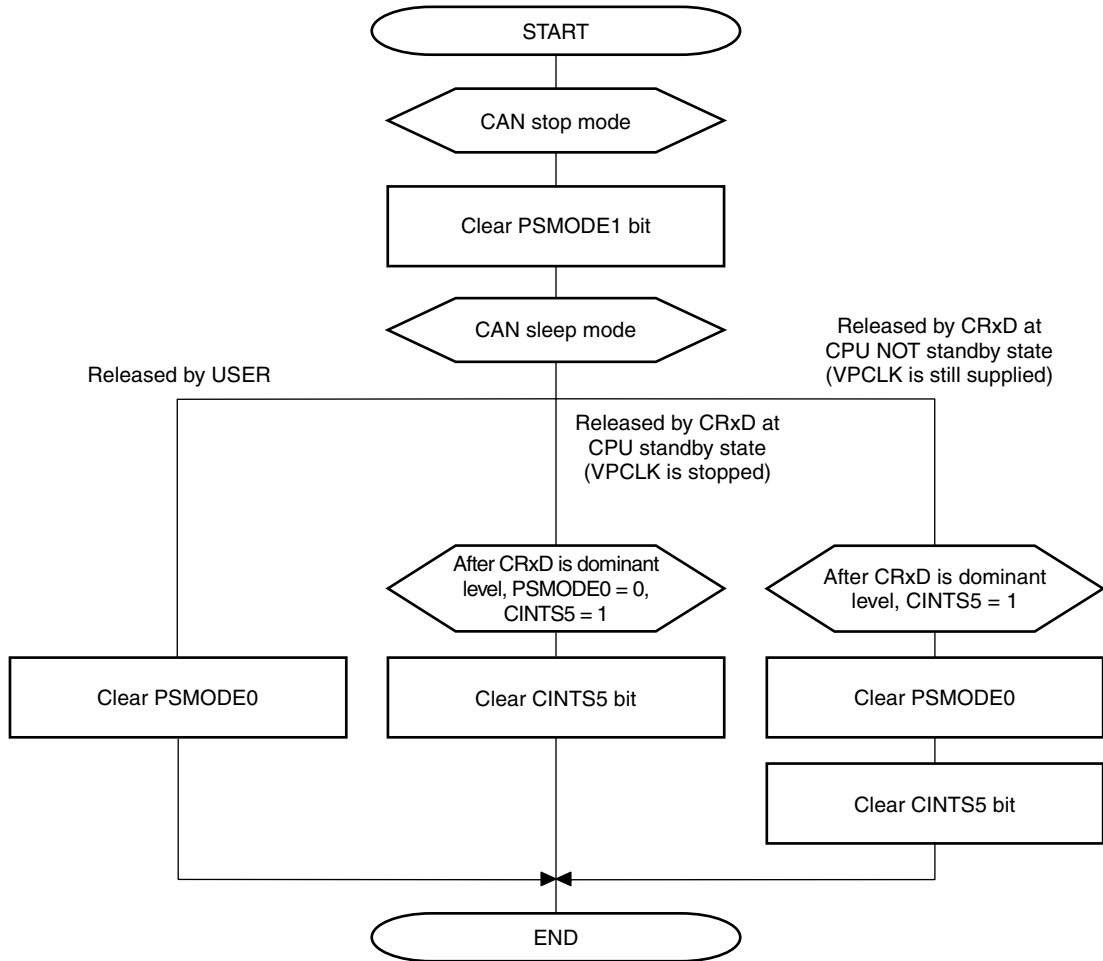 START
CAN stop mode
Clear PSMODE1 bit
CAN sleep mode
Released by USER
Released by CRxD at
CPU standby state
(VPCLK is stopped)
Released by CRxD at
CPU NOT standby state
(VPCLK is still supplied)
After CRxD is dominant
level, PSMODE0 = 0,
CINTS5 = 1
After CRxD is dominant
level, CINTS5 = 1
Clear PSMODE0
Clear CINTS5 bit
Clear PSMODE0
Clear CINTS5 bit
END